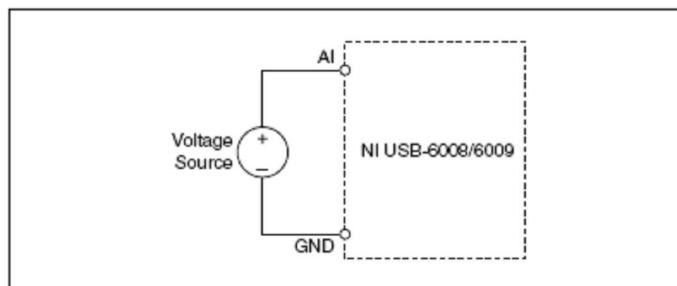 AI
+
Voltage
Source
−
NI USB-6008/6009
GND